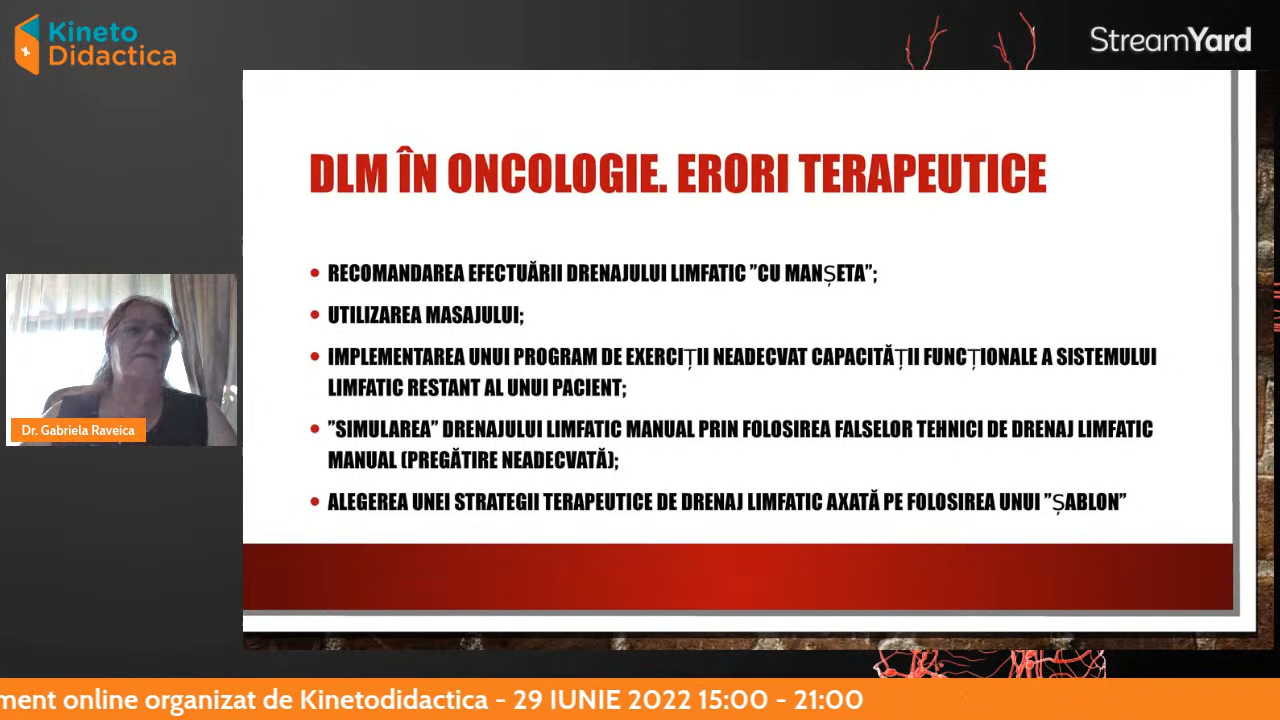 Kineto
Didactica
StreamYard
DLM ÎN ONCOLOGIE. ERORI TERAPEUTICE
• RECOMANDAREA EFECTUĂRII DRENAJULUI LIMFATIC ”CU MANȘETA”;
• UTILIZAREA MASAJULUI;
• IMPLEMENTAREA UNUI PROGRAM DE EXERCIȚII NEADECVAT CAPACITĂȚII FUNCȚIONALE A SISTEMULUI
LIMFATIC RESTANT AL UNUI PACIENT;
• ”SIMULAREA” DRENAJULUI LIMFATIC MANUAL PRIN FOLOSIREA FALSELOR TEHNICI DE DRENAJ LIMFATIC
MANUAL (PREGĂTIRE NEADECVATĂ);
• ALEGEREA UNEI STRATEGII TERAPEUTICE DE DRENAJ LIMFATIC AXATĂ PE FOLOSIREA UNUI ”ȘABLON”
Dr. Gabriela Raveica
ment online organizat de Kinetodidactica - 29 IUNIE 2022 15:00 - 21:00